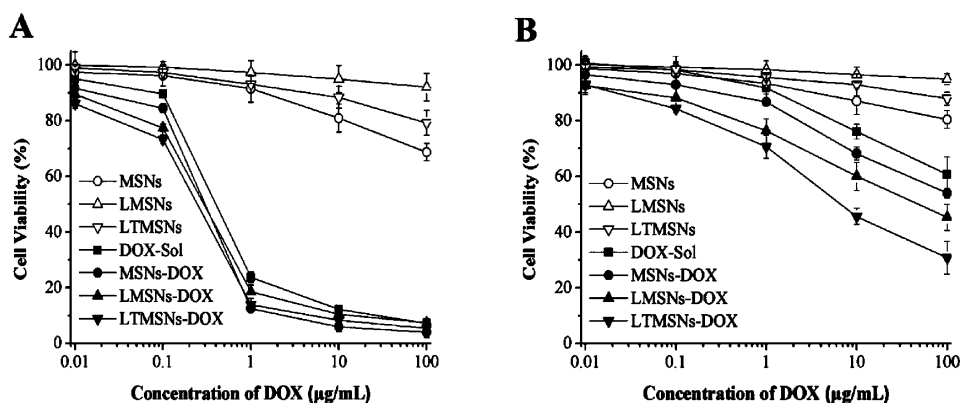 A
Cell Viability (%)
100
80
60
40
20
0
MSNs
LMSNs
LTMSNs
DOX-Sol
MSNs-DOX
LMSNs-DOX
LTMSNs-DOX
0.01
0.1
1
10
100
Concentration of DOX (μg/mL)
B
Cell Viability (%)
100
80
60
40
20
0
MSNs
LMSNs
LTMSNs
DOX-Sol
MSNs-DOX
LMSNs-DOX
LTMSNs-DOX
0.01
0.1
1
10
100
Concentration of DOX (μg/mL)